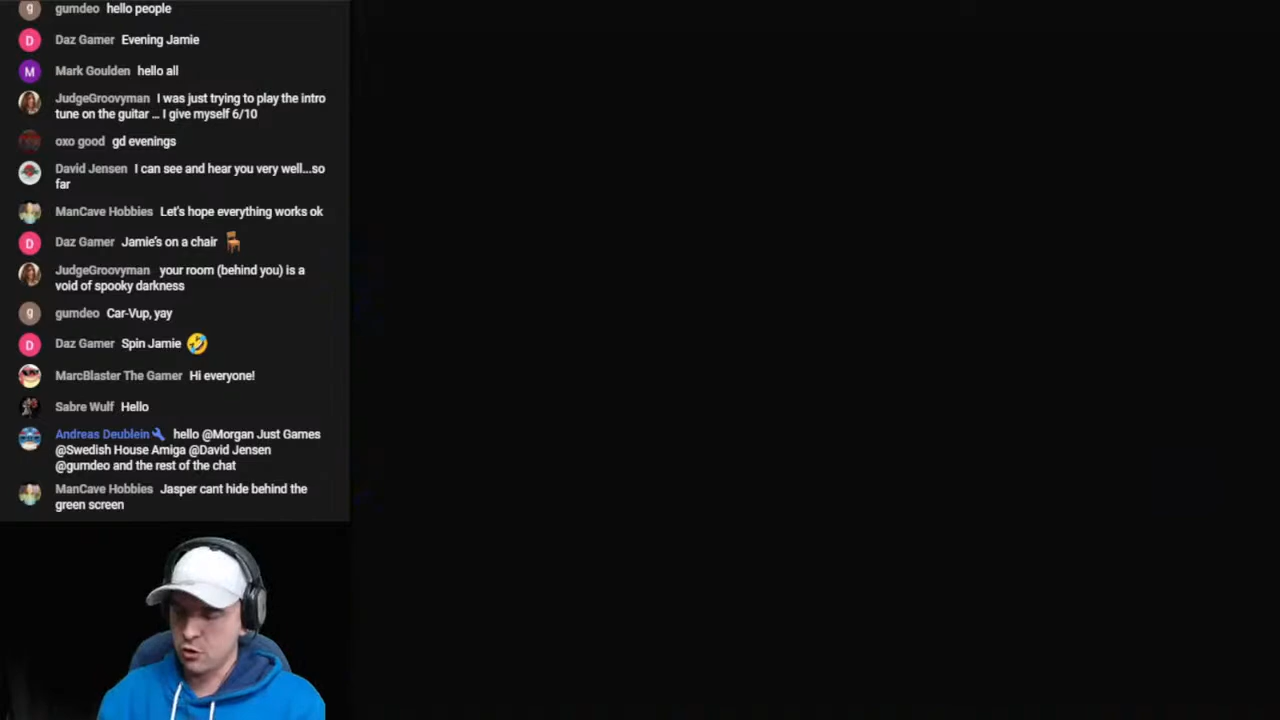 g gumdeo hello people
D Daz Gamer Evening Jamie
M Mark Goulden hello all
JudgeGroovyman I was just trying to play the intro
tune on the guitar ... I give myself 6/10
oxo good gd evenings
David Jensen I can see and hear you very well...so
far
ManCave Hobbies Let's hope everything works ok
D Daz Gamer Jamie's on a chair
JudgeGroovyman your room (behind you) is a
void of spooky darkness
g gumdeo Car-Vup, yay
D Daz Gamer Spin Jamie
MarcBlaster The Gamer Hi everyone!
Sabre Wulf Hello
Andreas Deublein hello @Morgan Just Games
@Swedish House Amiga @David Jensen
@gumdeo and the rest of the chat
ManCave Hobbies Jasper cant hide behind the
green screen